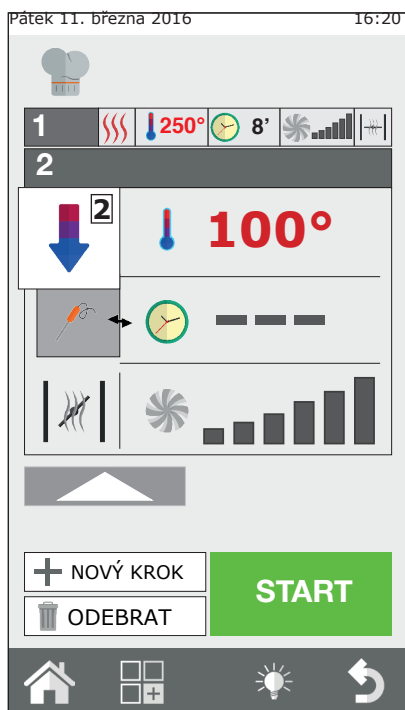 Pátek 11. března 2016 16:20
1 250° 8’
2
2 100°
NOVÝ KROK
START
ODEBRAT